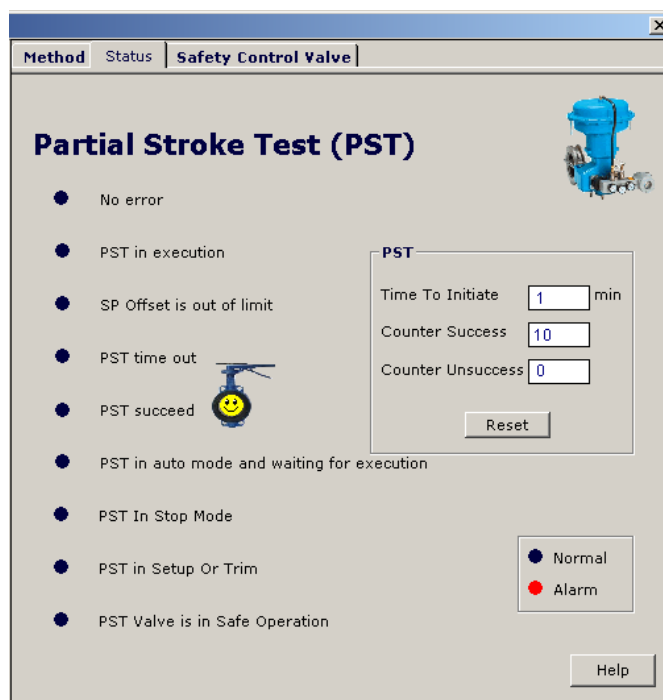 Method Status Safety Control Valve
Partial Stroke Test (PST)
No error
PST in execution
SP Offset is out of limit
PST time out
PST succeed
PST in auto mode and waiting for execution
PST In Stop Mode
PST in Setup Or Trim
PST Valve is in Safe Operation
PST
Time To Initiate 1 min
Counter Success 10
Counter Unsuccess 0
Reset
Normal
Alarm
Help